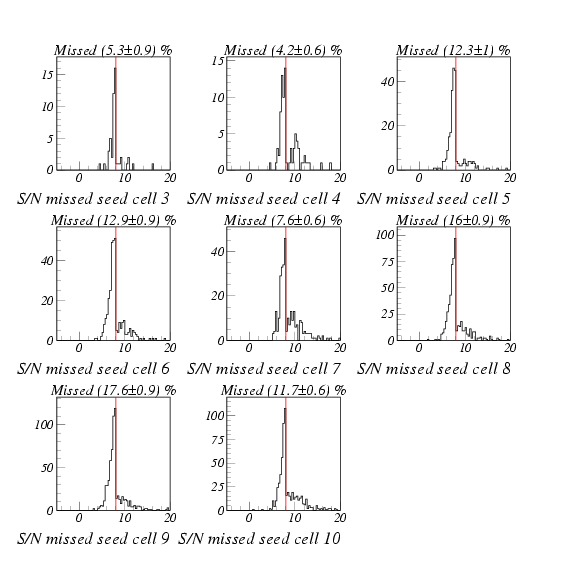 Missed (5.3±0.9) % Missed (4.2±0.6) % Missed (12.3±1) %
15 15
40
10 10
20
5 5
0 0 0
0 10 20 0 10 20 0 10 20
S/N missed seed cell 3 S/N missed seed cell 4 S/N missed seed cell 5
Missed (12.9±0.9) % Missed (7.6±0.6) % Missed (16±0.9) %
100
40 40 75
50
20 20
25
0 0 0
0 10 20 0 10 20 0 10 20
S/N missed seed cell 6 S/N missed seed cell 7 S/N missed seed cell 8
Missed (17.6±0.9) % Missed (11.7±0.6) %
100 100
75
50 50
25
0 0
0 10 20 0 10 20
S/N missed seed cell 9 S/N missed seed cell 10